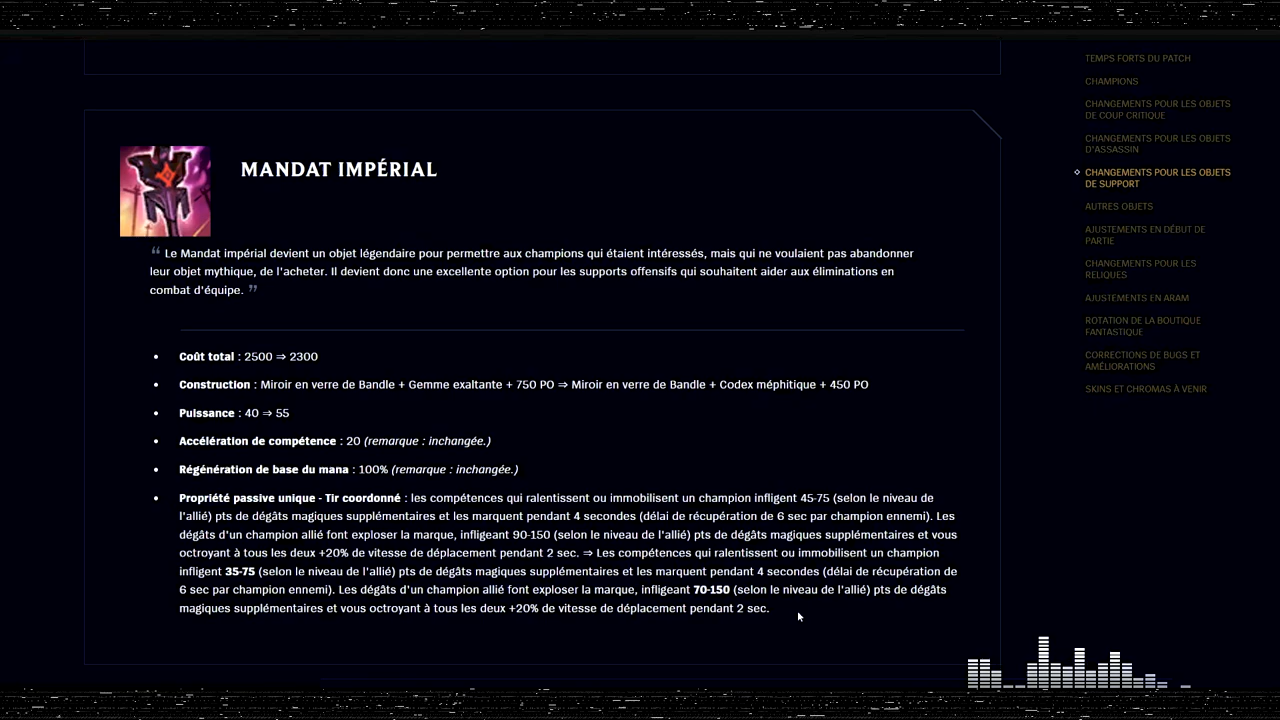 MANDAT IMPÉRIAL
“ Le Mandat impérial devient un objet légendaire pour permettre aux champions qui étaient intéressés, mais qui ne voulaient pas abandonner
leur objet mythique, de l'acheter. Il devient donc une excellente option pour les supports offensifs qui souhaitent aider aux éliminations en
combat d'équipe. ”
• Coût total : 2500 ⇒ 2300
• Construction : Miroir en verre de Bandle + Gemme exaltante + 750 PO ⇒ Miroir en verre de Bandle + Codex méphitique + 450 PO
• Puissance : 40 ⇒ 55
• Accélération de compétence : 20 (remarque : inchangée.)
• Régénération de base du mana : 100% (remarque : inchangée.)
• Propriété passive unique - Tir coordonné : les compétences qui ralentissent ou immobilisent un champion infligent 45-75 (selon le niveau de
l'allié) pts de dégâts magiques supplémentaires et les marquent pendant 4 secondes (délai de récupération de 6 sec par champion ennemi). Les
dégâts d'un champion allié font exploser la marque, infligeant 90-150 (selon le niveau de l'allié) pts de dégâts magiques supplémentaires et vous
octroyant à tous les deux +20% de vitesse de déplacement pendant 2 sec. ⇒ Les compétences qui ralentissent ou immobilisent un champion
infligent 35-75 (selon le niveau de l'allié) pts de dégâts magiques supplémentaires et les marquent pendant 4 secondes (délai de récupération de
6 sec par champion ennemi). Les dégâts d'un champion allié font exploser la marque, infligeant 70-150 (selon le niveau de l'allié) pts de dégâts
magiques supplémentaires et vous octroyant à tous les deux +20% de vitesse de déplacement pendant 2 sec.
TEMPS FORTS DU PATCH
CHAMPIONS
CHANGEMENTS POUR LES OBJETS
DE COUP CRITIQUE
CHANGEMENTS POUR LES OBJETS
D'ASSASSIN
CHANGEMENTS POUR LES OBJETS
DE SUPPORT
AUTRES OBJETS
AJUSTEMENTS EN DÉBUT DE
PARTIE
CHANGEMENTS POUR LES
RELIQUES
AJUSTEMENTS EN ARAM
ROTATION DE LA BOUTIQUE
FANTASTIQUE
CORRECTIONS DE BUGS ET
AMÉLIORATIONS
SKINS ET CHROMAS À VENIR